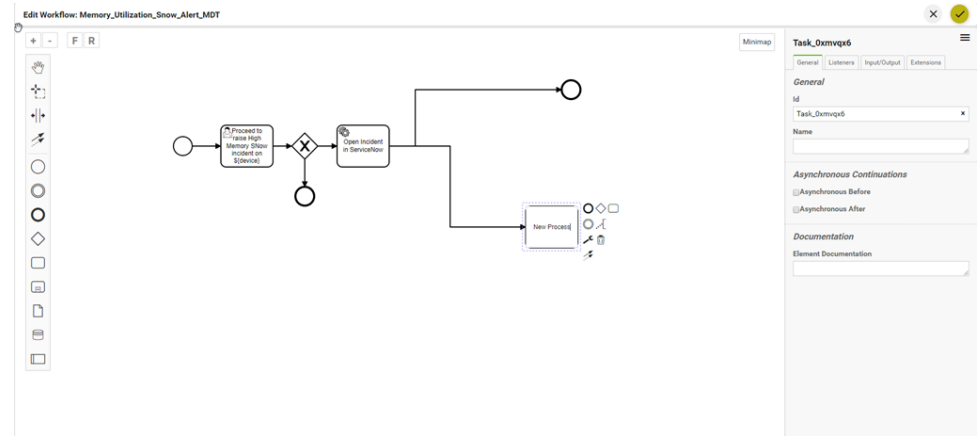 Edit Workflow: Memory_Utilization_Snow_Alert_MDT
+ - F R
Minimap
Proceed to
raise High
Memory SNow
incident on
${device}
X
Open Incident
in ServiceNow
New Process
Task_0xmvqx6
General Listeners Input/Output Extensions
General
Id
Task_0xmvqx6 ×
Name
Asynchronous Continuations
Asynchronous Before
Asynchronous After
Documentation
Element Documentation